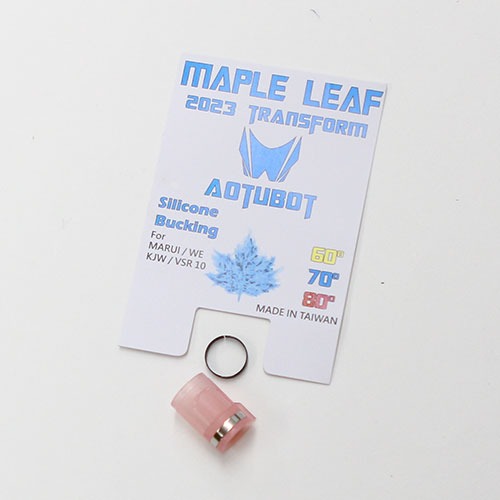 MAPLE LEAF
2023 TRANSFORM
AOTUBOT
Silicone
Bucking
For
MARUI / WE
KJW / VSR 10
60°
70°
80°
MADE IN TAIWAN